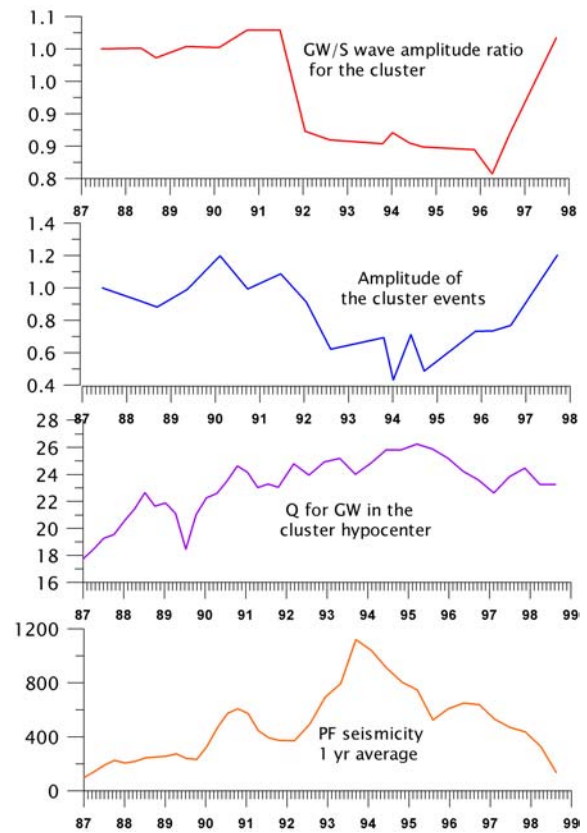 1.1
1.0
1.0
0.9
0.9
0.8
GW/S wave amplitude ratio
for the cluster
87 88 89 90 91 92 93 94 95 96 97 98
1.4
1.2
1.0
0.8
0.6
0.4
Amplitude of
the cluster events
87 88 89 90 91 92 93 94 95 96 97 98
28
26
24
22
20
18
16
Q for GW in the
cluster hypocenter
87 88 89 90 91 92 93 94 95 96 97 98 99
1200
800
400
0
PF seismicity
1 yr average
87 88 89 90 91 92 93 94 95 96 97 98 99